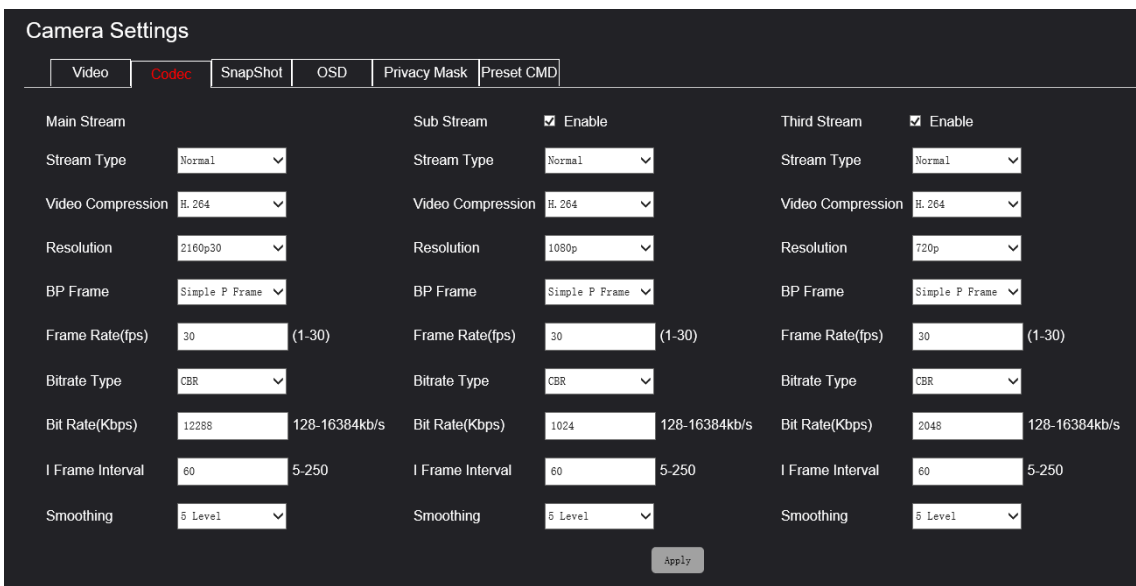 Camera Settings
Video Codec SnapShot OSD Privacy Mask Preset CMD
Main Stream Sub Stream Enable Third Stream Enable
Stream Type Normal Stream Type Normal Stream Type Normal
Video Compression H.264 Video Compression H.264 Video Compression H.264
Resolution 2160p30 Resolution 1080p Resolution 720p
BP Frame Simple P Frame BP Frame Simple P Frame BP Frame Simple P Frame
Frame Rate(fps) 30 (1-30) Frame Rate(fps) 30 (1-30) Frame Rate(fps) 30 (1-30)
Bitrate Type CBR Bitrate Type CBR Bitrate Type CBR
Bit Rate(Kbps) 12288 128-16384kb/s Bit Rate(Kbps) 1024 128-16384kb/s Bit Rate(Kbps) 2048 128-16384kb/s
I Frame Interval 60 5-250 I Frame Interval 60 5-250 I Frame Interval 60 5-250
Smoothing 5 Level Smoothing 5 Level Smoothing 5 Level
Apply